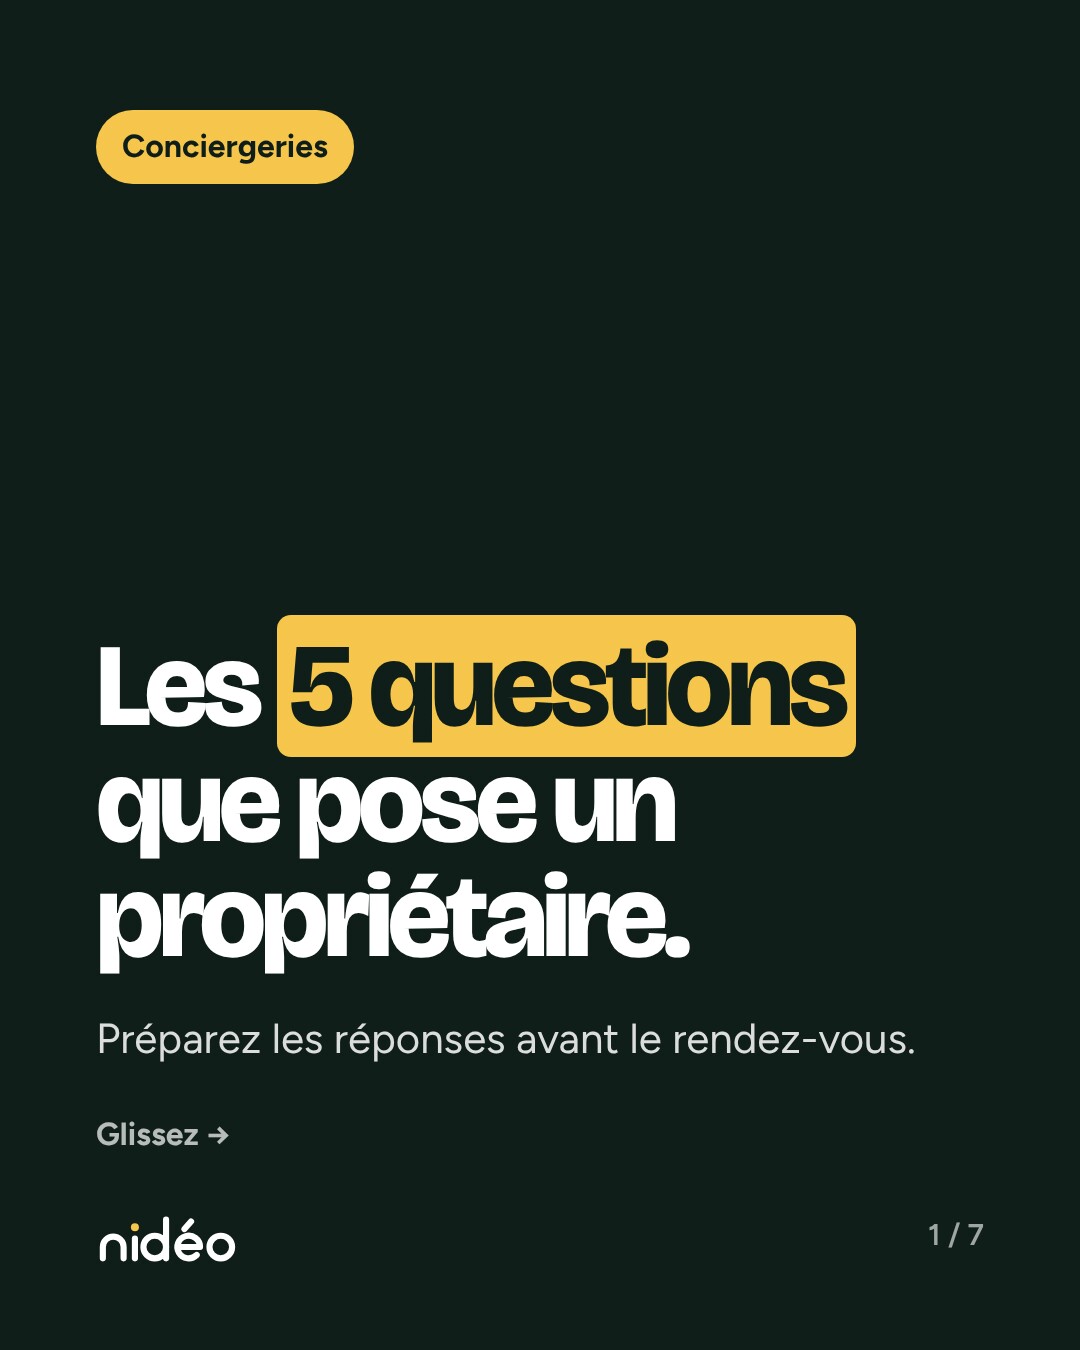 Conciergeries
Les 5 questions
que pose un
propriétaire.
Préparez les réponses avant le rendez-vous.
Glissez →
nidéo
1 / 7